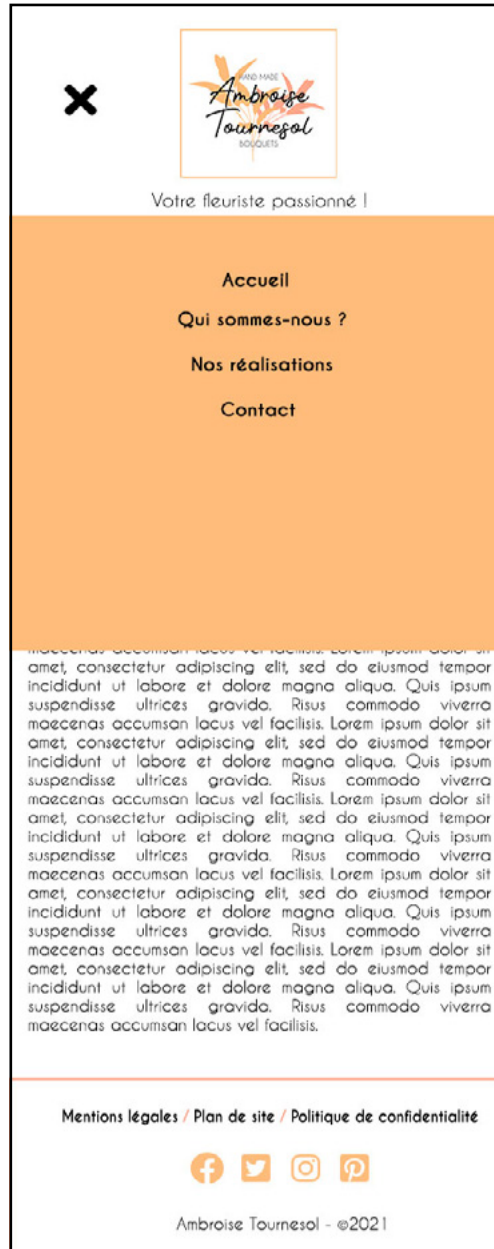 HAND MADE
Ambroise
Tournesol
BOUQUETS
Votre fleuriste passionné !
Accueil
Qui sommes-nous ?
Nos réalisations
Contact
maecenas accumsan lacus vel facilisis. Lorem ipsum dolor sit
amet, consectetur adipiscing elit, sed do eiusmod tempor
incididunt ut labore et dolore magna aliqua. Quis ipsum
suspendisse ultrices gravida. Risus commodo viverra
maecenas accumsan lacus vel facilisis. Lorem ipsum dolor sit
amet, consectetur adipiscing elit, sed do eiusmod tempor
incididunt ut labore et dolore magna aliqua. Quis ipsum
suspendisse ultrices gravida. Risus commodo viverra
maecenas accumsan lacus vel facilisis. Lorem ipsum dolor sit
amet, consectetur adipiscing elit, sed do eiusmod tempor
incididunt ut labore et dolore magna aliqua. Quis ipsum
suspendisse ultrices gravida. Risus commodo viverra
maecenas accumsan lacus vel facilisis. Lorem ipsum dolor sit
amet, consectetur adipiscing elit, sed do eiusmod tempor
incididunt ut labore et dolore magna aliqua. Quis ipsum
suspendisse ultrices gravida. Risus commodo viverra
maecenas accumsan lacus vel facilisis. Lorem ipsum dolor sit
amet, consectetur adipiscing elit, sed do eiusmod tempor
incididunt ut labore et dolore magna aliqua. Quis ipsum
suspendisse ultrices gravida. Risus commodo viverra
maecenas accumsan lacus vel facilisis.
Mentions légales / Plan de site / Politique de confidentialité
Ambroise Tournesol - ©2021